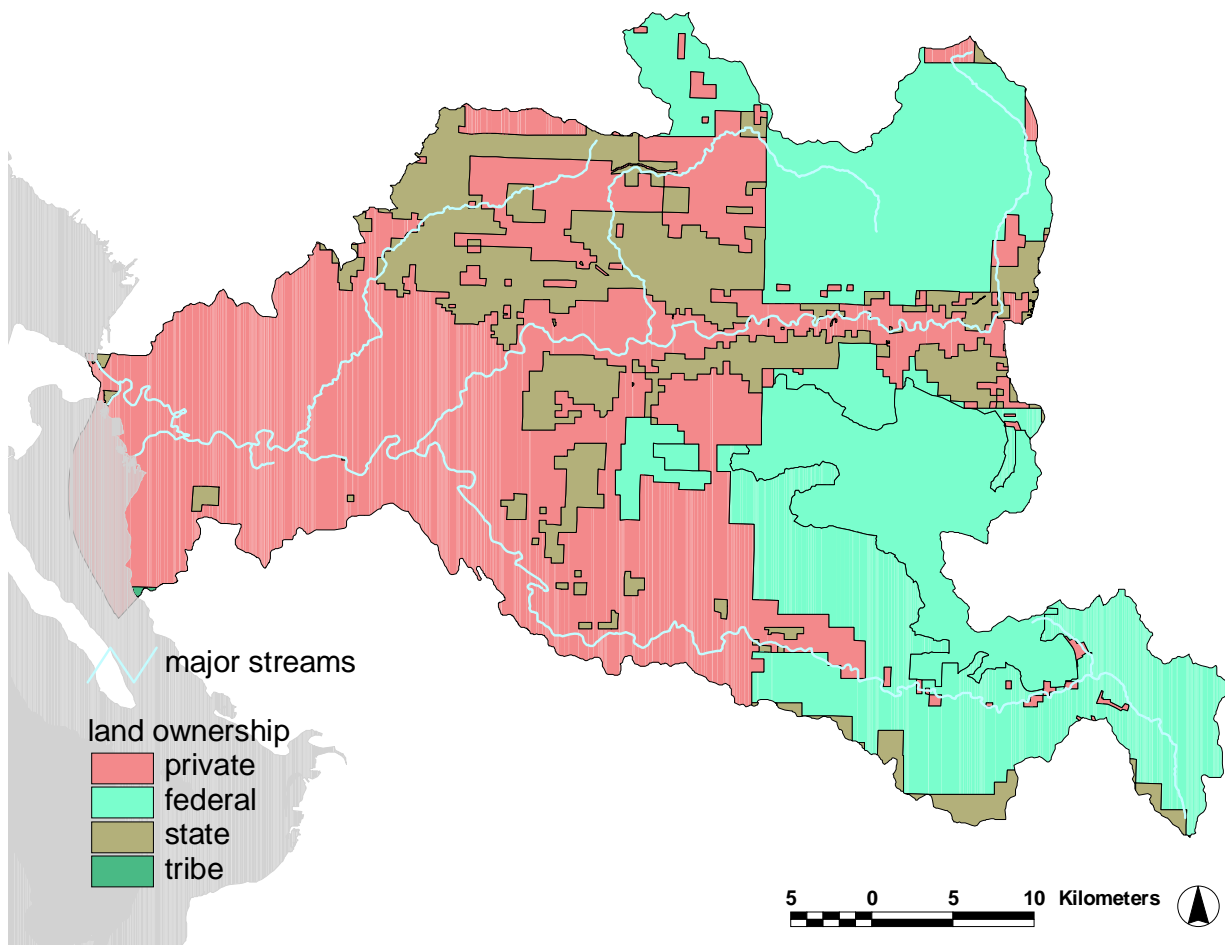 major streams
land ownership
private
federal
state
tribe
5 0 5 10 Kilometers